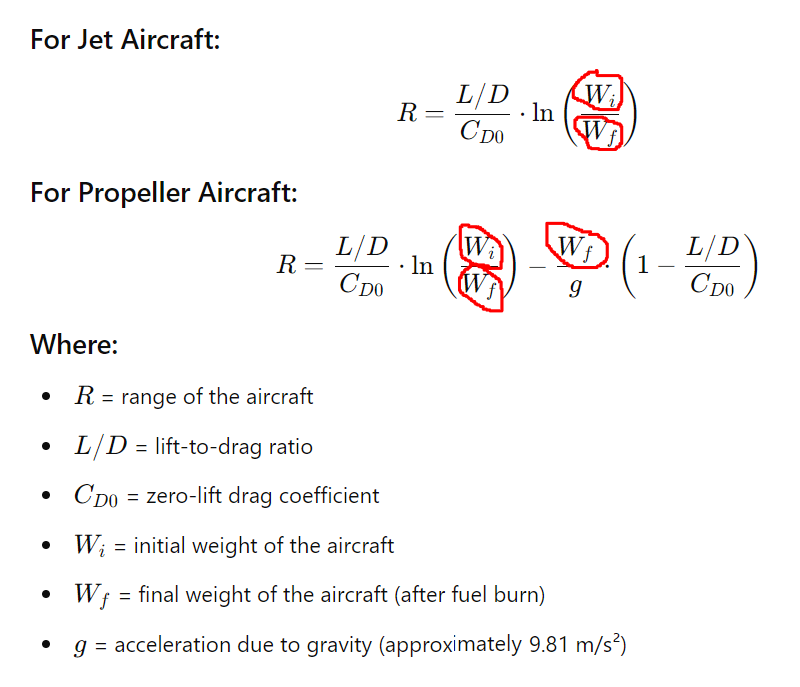 For Jet Aircraft:
R = \frac{L/D}{C_{D0}} \cdot \ln \left( \frac{W_i}{W_f} \right)
For Propeller Aircraft:
R = \frac{L/D}{C_{D0}} \cdot \ln \left( \frac{W_i}{W_f} \right) - \frac{W_f}{g} \cdot \left( 1 - \frac{L/D}{C_{D0}} \right)
Where:
• R = range of the aircraft
• L/D = lift-to-drag ratio
• C_{D0} = zero-lift drag coefficient
• W_i = initial weight of the aircraft
• W_f = final weight of the aircraft (after fuel burn)
• g = acceleration due to gravity (approximately 9.81 m/s²)